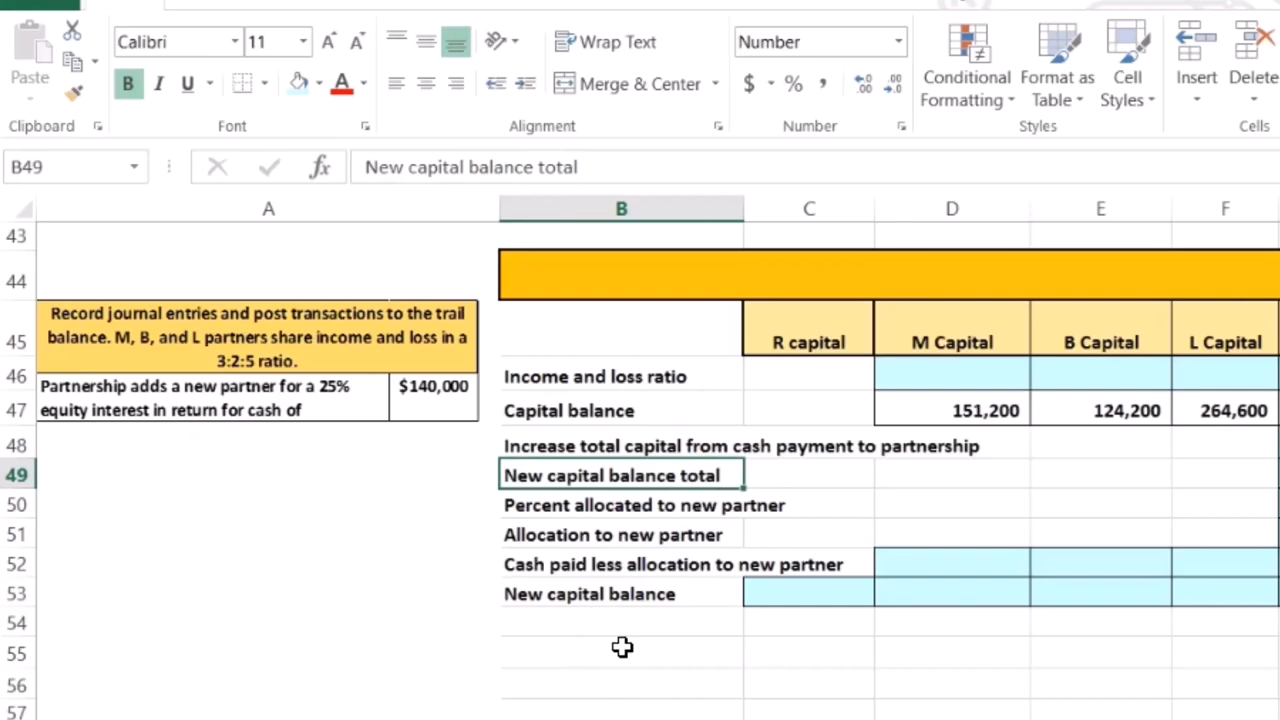 Calibri 11 Wrap Text Number
Paste B I U Merge & Center $ % , Conditional Format as Cell Insert Delete
Formatting Table Styles
Clipboard Font Alignment Number Styles Cells
B49 fx New capital balance total
A B C D E F
43
44
45 Record journal entries and post transactions to the trail
balance. M, B, and L partners share income and loss in a
3:2:5 ratio.
R capital M Capital B Capital L Capital
46 Partnership adds a new partner for a 25% $140,000 Income and loss ratio
47 equity interest in return for cash of Capital balance 151,200 124,200 264,600
48 Increase total capital from cash payment to partnership
49 New capital balance total
50 Percent allocated to new partner
51 Allocation to new partner
52 Cash paid less allocation to new partner
53 New capital balance
54
55
56
57